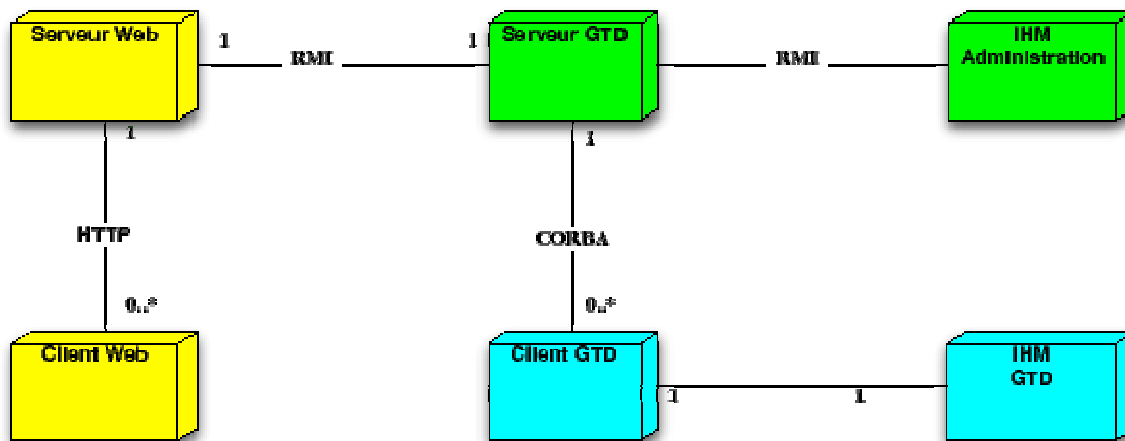 Serveur Web
1
RMI
1
Serveur GTD
RMI
IHM
Administration
1
1
HTTP
CORBA
0..*
0..*
Client Web
Client GTD
1
1
IHM
GTD